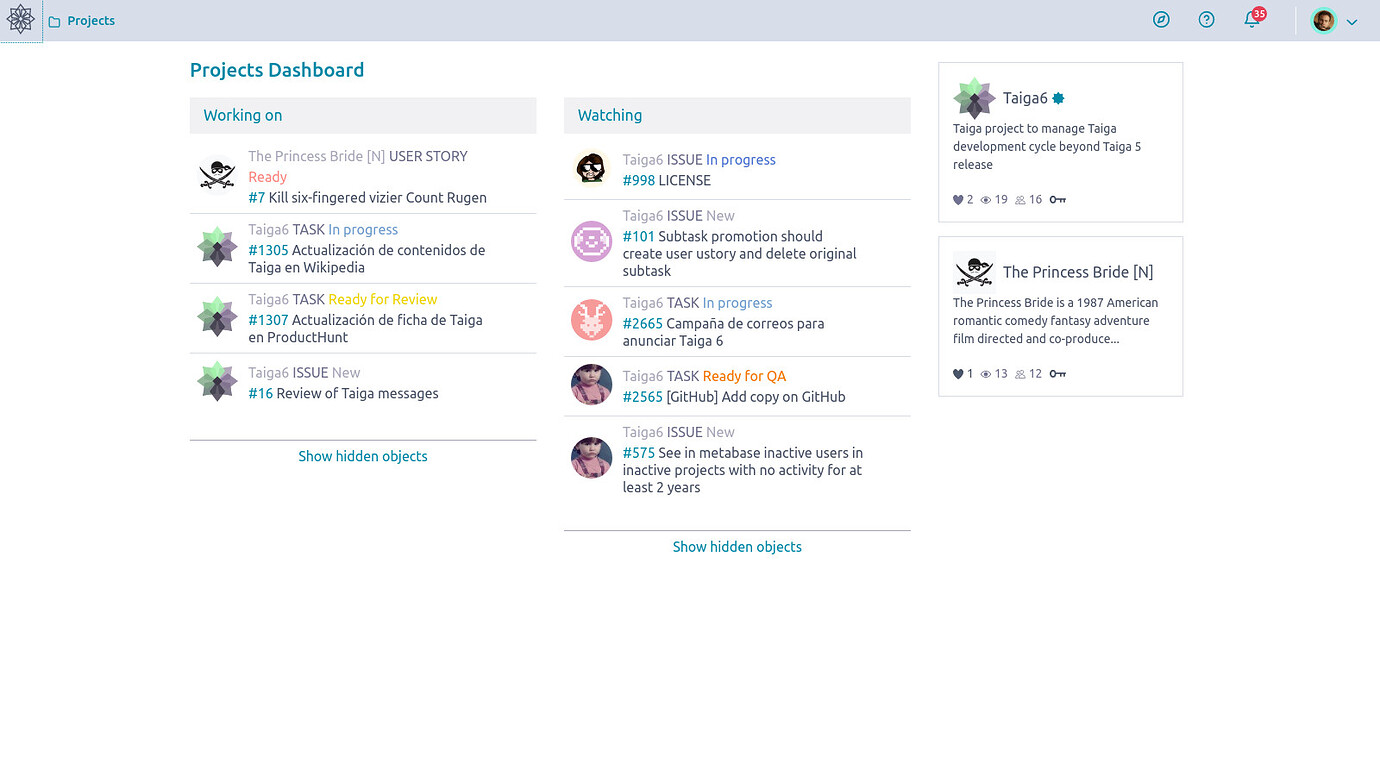 Projects
35
Projects Dashboard
Working on
The Princess Bride [N] USER STORY
Ready
#7 Kill six-fingered vizier Count Rugen
Taiga6 TASK In progress
#1305 Actualización de contenidos de
Taiga en Wikipedia
Taiga6 TASK Ready for Review
#1307 Actualización de ficha de Taiga
en ProductHunt
Taiga6 ISSUE New
#16 Review of Taiga messages
Show hidden objects
Watching
Taiga6 ISSUE In progress
#998 LICENSE
Taiga6 ISSUE New
#101 Subtask promotion should
create user ustory and delete original
subtask
Taiga6 TASK In progress
#2665 Campaña de correos para
anunciar Taiga 6
Taiga6 TASK Ready for QA
#2565 [GitHub] Add copy on GitHub
Taiga6 ISSUE New
#575 See in metabase inactive users in
inactive projects with no activity for at
least 2 years
Show hidden objects
Taiga6
Taiga project to manage Taiga
development cycle beyond Taiga 5
release
2 19 16
The Princess Bride [N]
The Princess Bride is a 1987 American
romantic comedy fantasy adventure
film directed and co-produce...
1 13 12